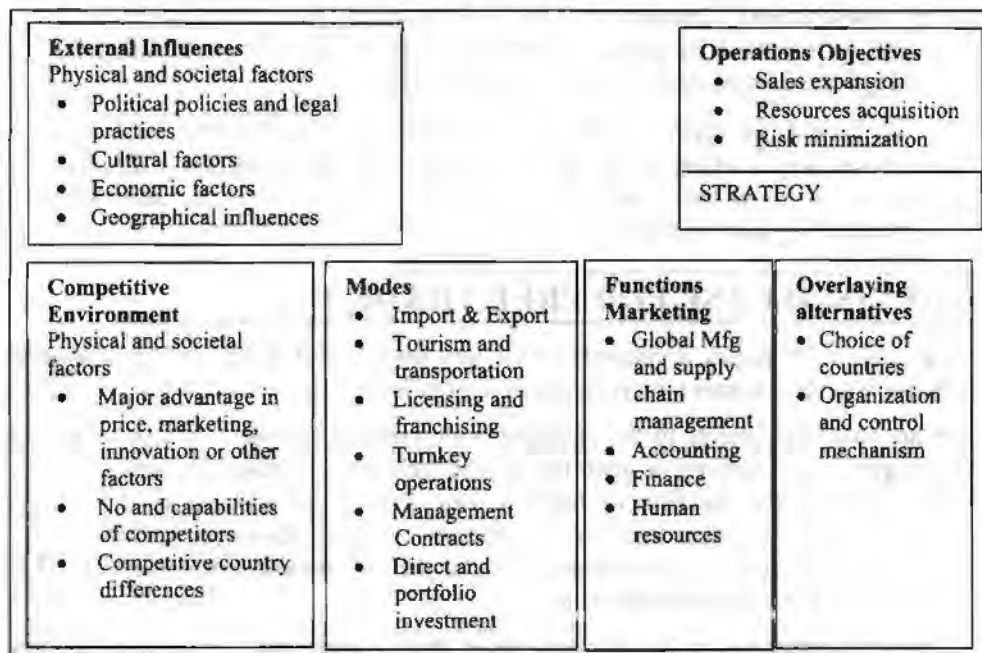 External Influences
Physical and societal factors
• Political policies and legal
practices
• Cultural factors
• Economic factors
• Geographical influences
Operations Objectives
• Sales expansion
• Resources acquisition
• Risk minimization
STRATEGY
Competitive
Environment
Physical and societal
factors
• Major advantage in
price, marketing,
innovation or other
factors
• No and capabilities
of competitors
• Competitive country
differences
Modes
• Import & Export
• Tourism and
transportation
• Licensing and
franchising
• Turnkey
operations
• Management
Contracts
• Direct and
portfolio
investment
Functions
Marketing
• Global Mfg
and supply
chain
management
• Accounting
• Finance
• Human
resources
Overlaying
alternatives
• Choice of
countries
• Organization
and control
mechanism